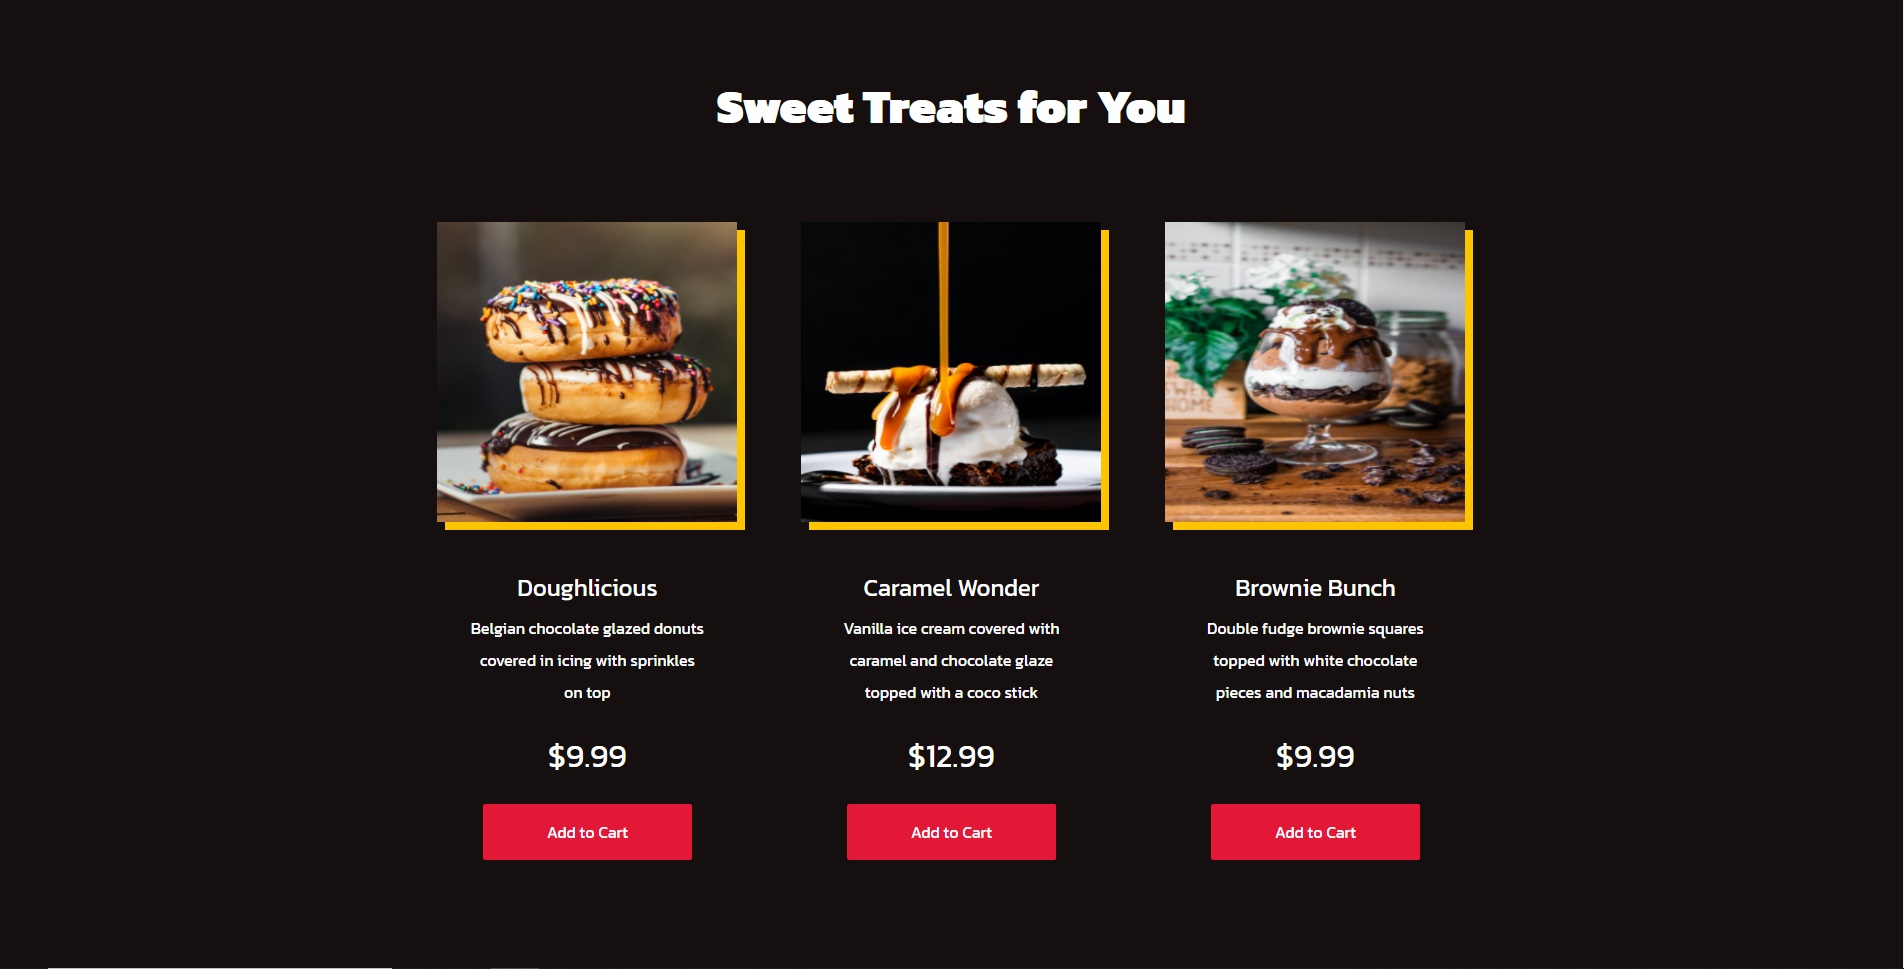 Sweet Treats for You
Doughlicious
Belgian chocolate glazed donuts
covered in icing with sprinkles
on top
$9.99
Add to Cart
Caramel Wonder
Vanilla ice cream covered with
caramel and chocolate glaze
topped with a coco stick
$12.99
Add to Cart
HOME
Brownie Bunch
Double fudge brownie squares
topped with white chocolate
pieces and macadamia nuts
$9.99
Add to Cart